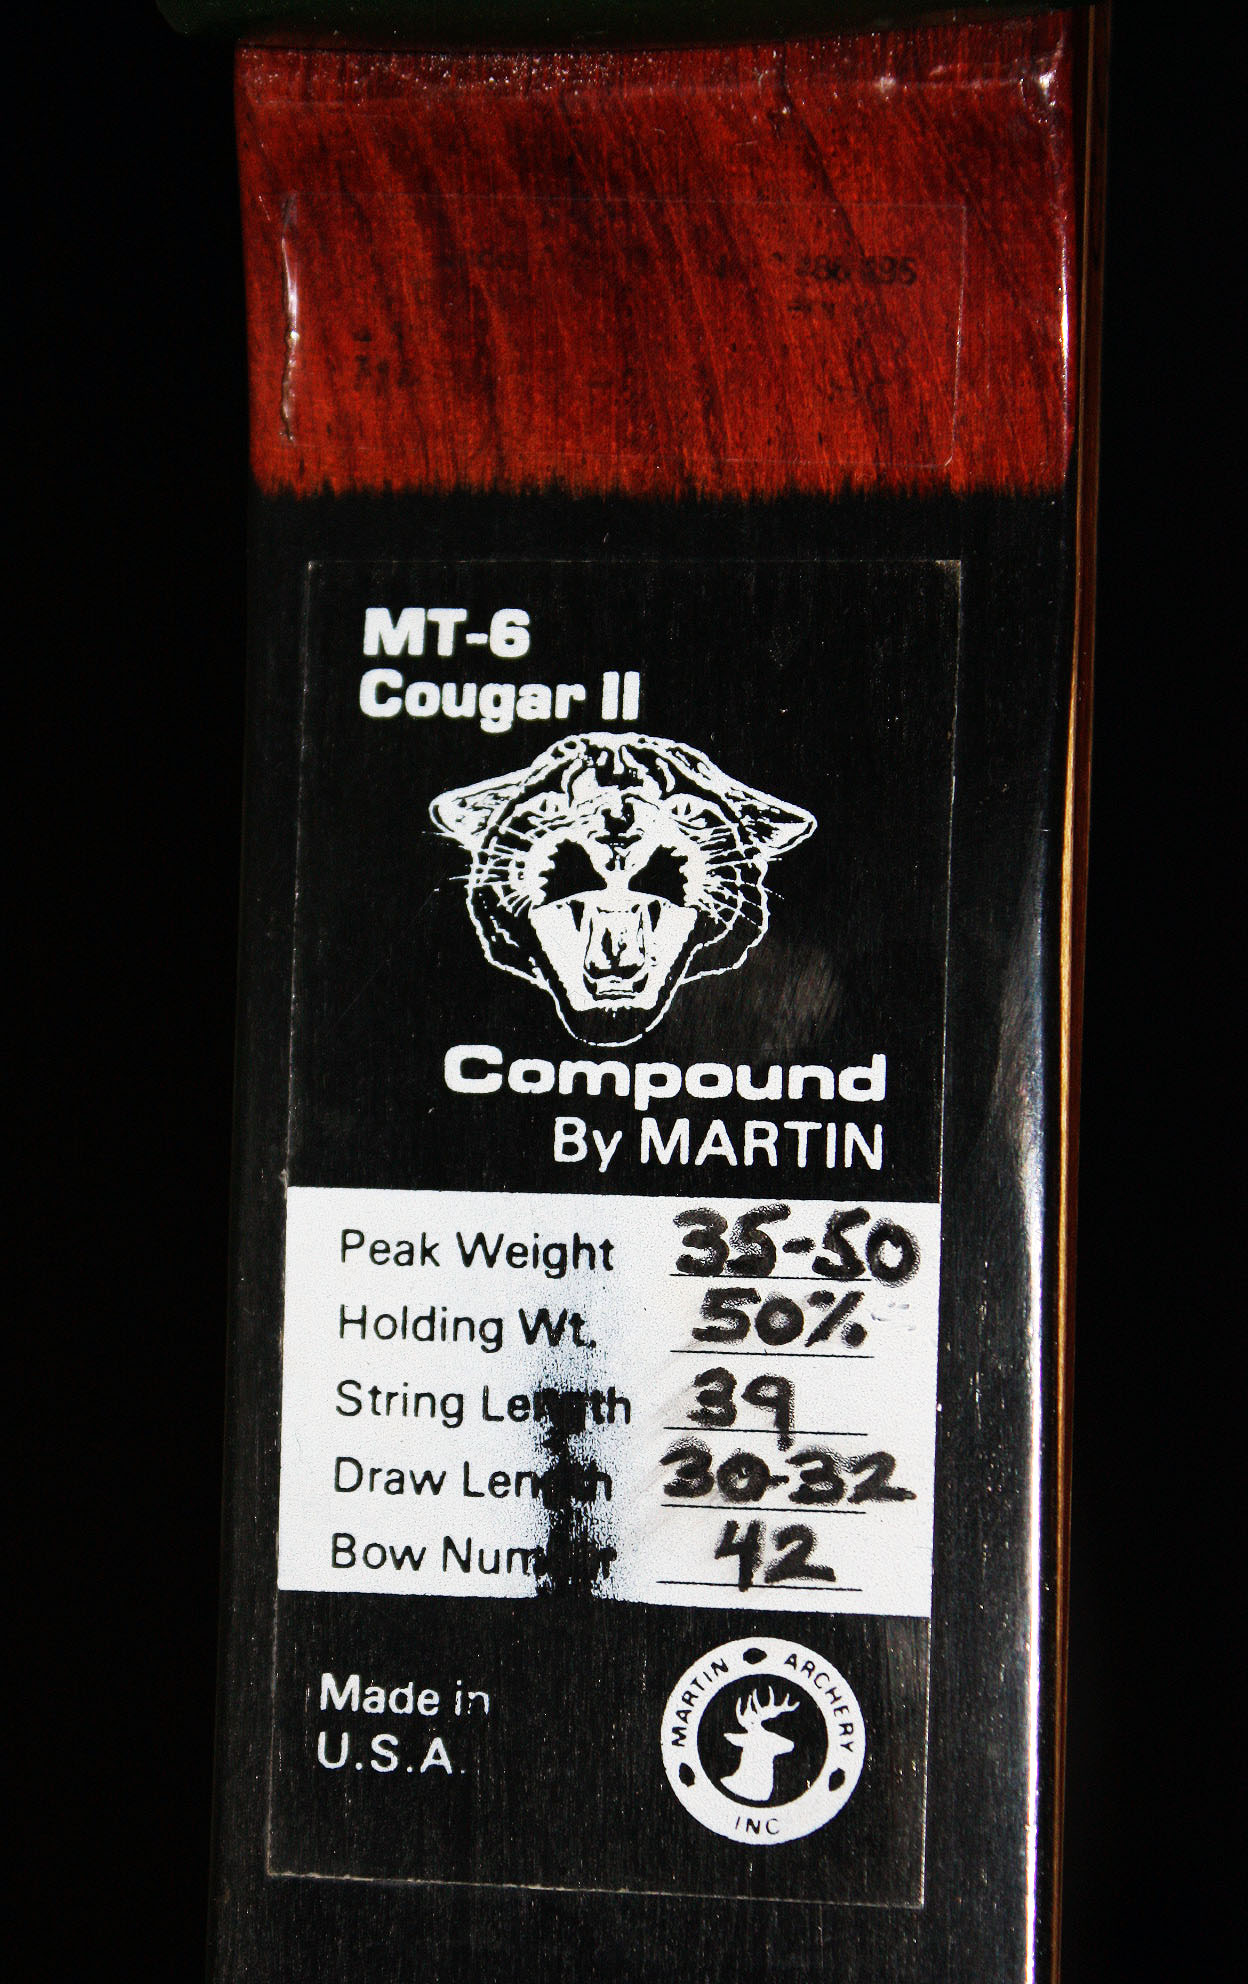 MT-6
Cougar II
Compound
By MARTIN
Peak Weight 35-50
Holding Wt. 50%
String Length 39
Draw Length 30-32
Bow Number 42
Made in
U.S.A.
MARTIN ARCHERY
INC